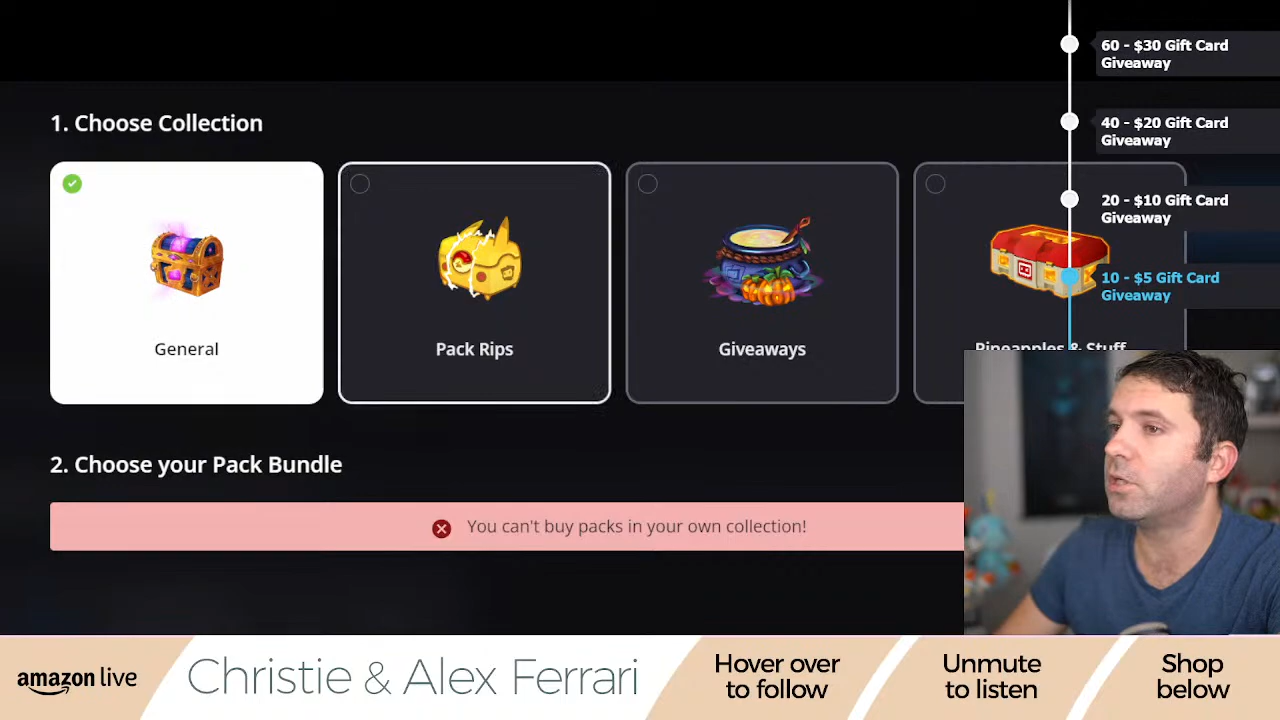 60 - $30 Gift Card
Giveaway
1. Choose Collection
40 - $20 Gift Card
Giveaway
20 - $10 Gift Card
Giveaway
10 - $5 Gift Card
Giveaway
General
Pack Rips
Giveaways
Pineapples & Stuff
2. Choose your Pack Bundle
You can't buy packs in your own collection!
amazon live
Christie & Alex Ferrari
Hover over
to follow
Unmute
to listen
Shop
below